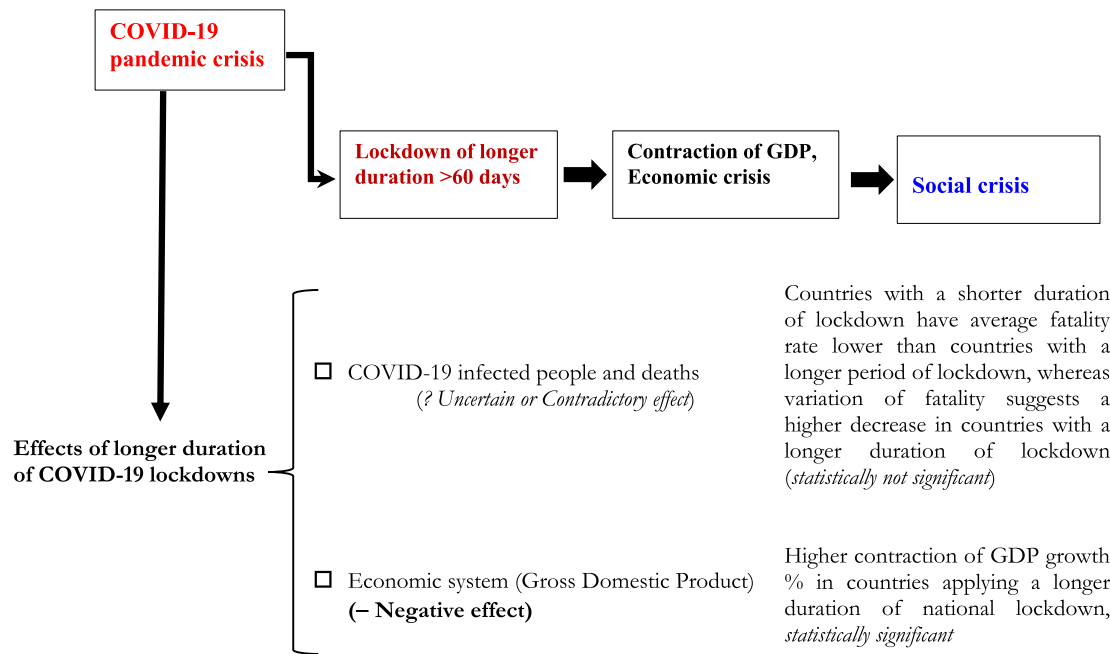 COVID-19
pandemic crisis
Lockdown of longer
duration >60 days
Contraction of GDP,
Economic crisis
Social crisis
Effects of longer duration
of COVID-19 lockdowns
COVID-19 infected people and deaths
(? Uncertain or Contradictory effect)
Countries with a shorter duration
of lockdown have average fatality
rate lower than countries with a
longer period of lockdown, whereas
variation of fatality suggests a
higher decrease in countries with a
longer duration of lockdown
(statistically not significant)
Economic system (Gross Domestic Product)
(– Negative effect)
Higher contraction of GDP growth
% in countries applying a longer
duration of national lockdown,
statistically significant